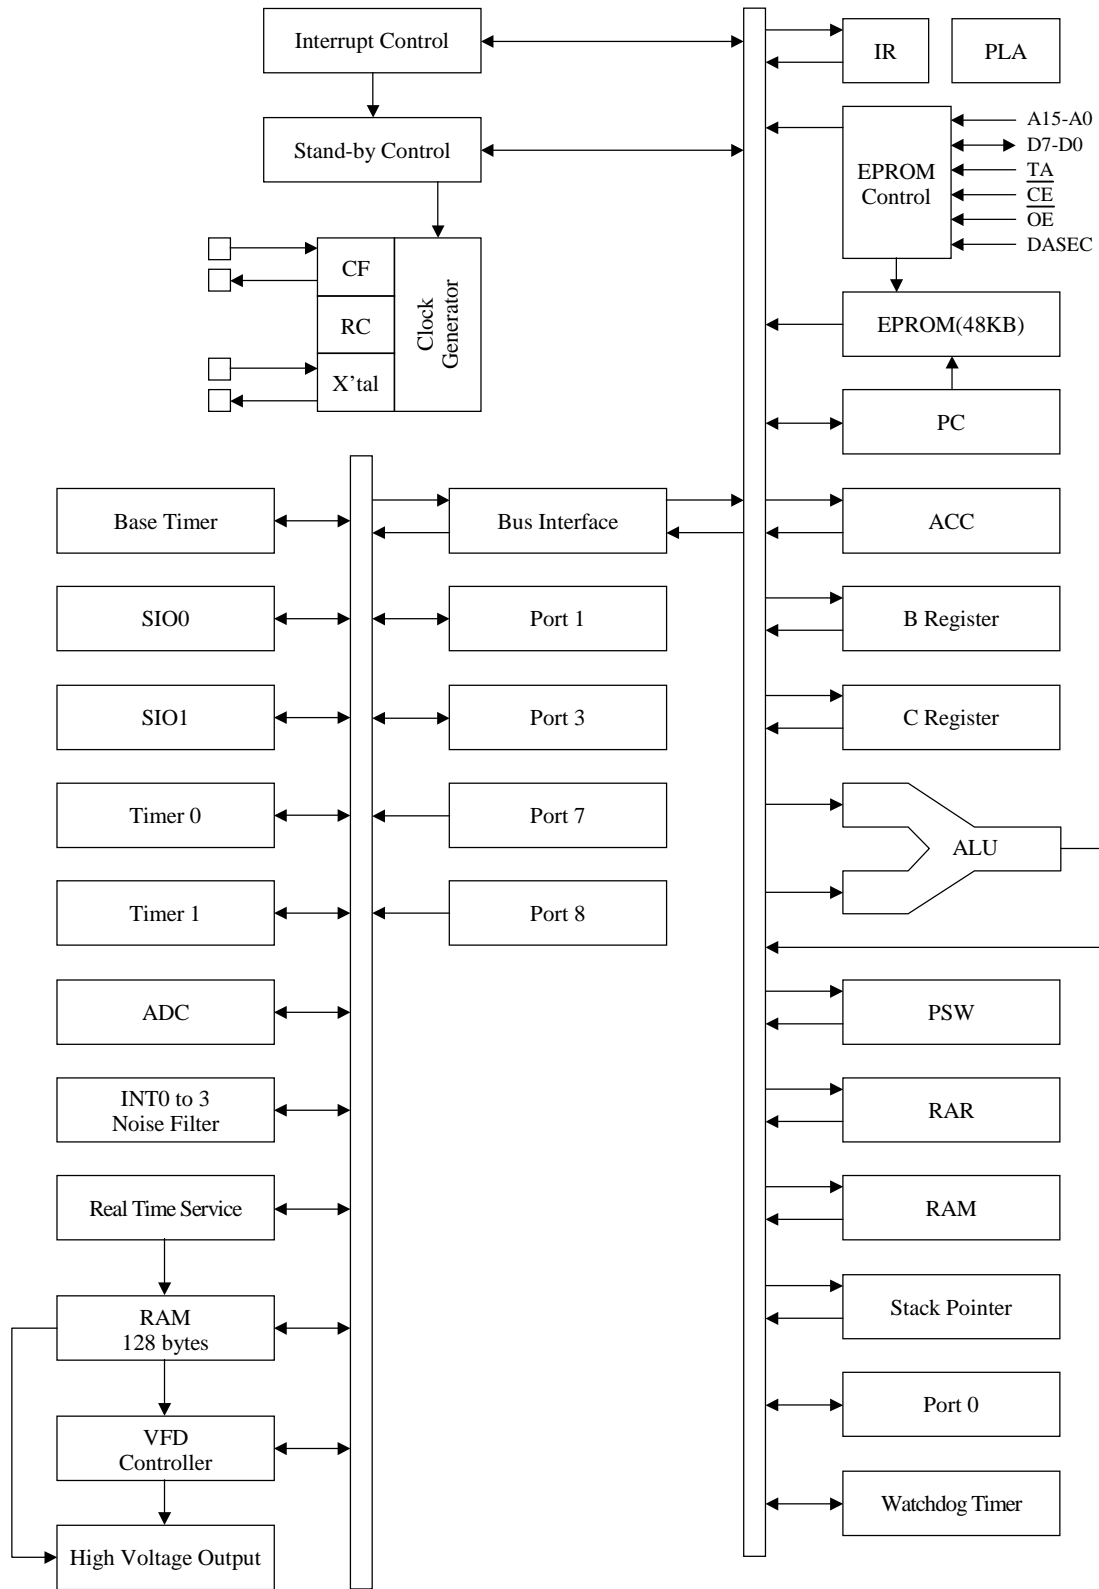 Interrupt Control
IR
PLA
Stand-by Control
EPROM
Control
A15-A0
D7-D0
TA
CE
OE
DASEC
CF
RC
X'tal
Clock
Generator
EPROM(48KB)
PC
Base Timer
Bus Interface
ACC
SIO0
Port 1
B Register
SIO1
Port 3
C Register
Timer 0
Port 7
ALU
Timer 1
Port 8
ADC
PSW
INT0 to 3
Noise Filter
RAR
Real Time Service
RAM
RAM
128 bytes
Stack Pointer
VFD
Controller
Port 0
High Voltage Output
Watchdog Timer